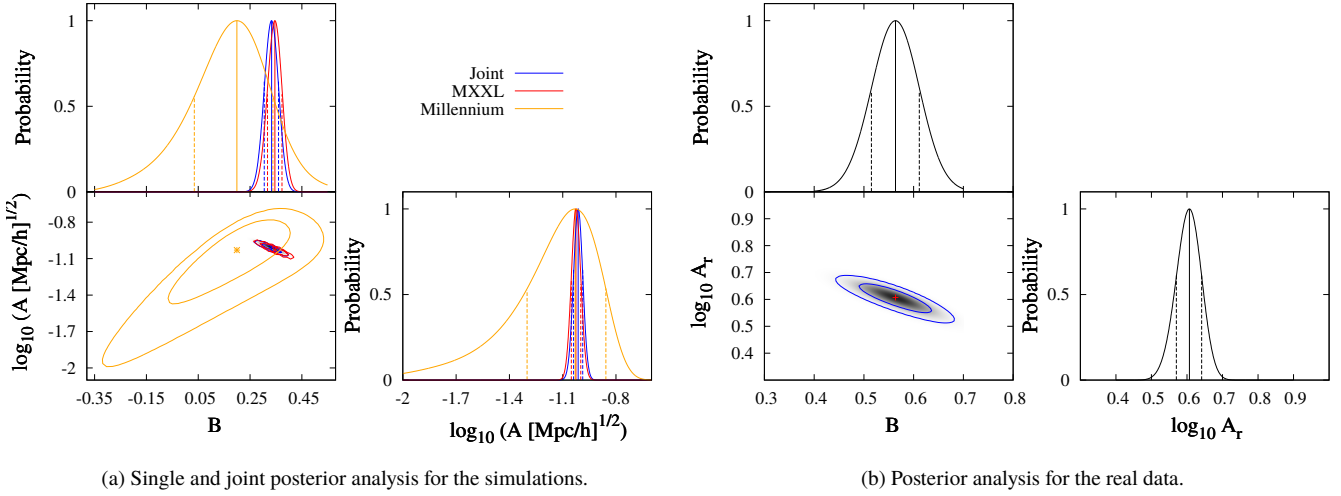 1
0.5
0
Probability
Joint
MXXL
Millennium
-0.8
-1.1
-1.4
-1.7
-2
log10 (A [Mpc/h]^1/2)
-0.35 -0.15 0.05 0.25 0.45
B
1
0.5
0
Probability
-2 -1.7 -1.4 -1.1 -0.8
log10 (A [Mpc/h]^1/2)
(a) Single and joint posterior analysis for the simulations.
1
0.5
0
Probability
0.9
0.8
0.7
0.6
0.5
0.4
log10 Ar
0.3 0.4 0.5 0.6 0.7 0.8
B
1
0.5
0
Probability
0.4 0.5 0.6 0.7 0.8 0.9
log10 Ar
(b) Posterior analysis for the real data.